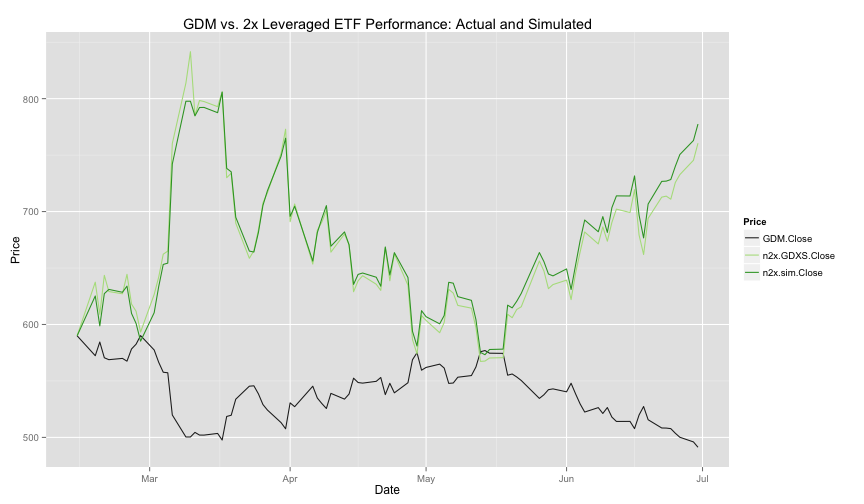 GDM vs. 2x Leveraged ETF Performance: Actual and Simulated
800
700
600
500
Price
Mar
Apr
May
Jun
Jul
Date
Price
GDM.Close
n2x.GDXS.Close
n2x.sim.Close